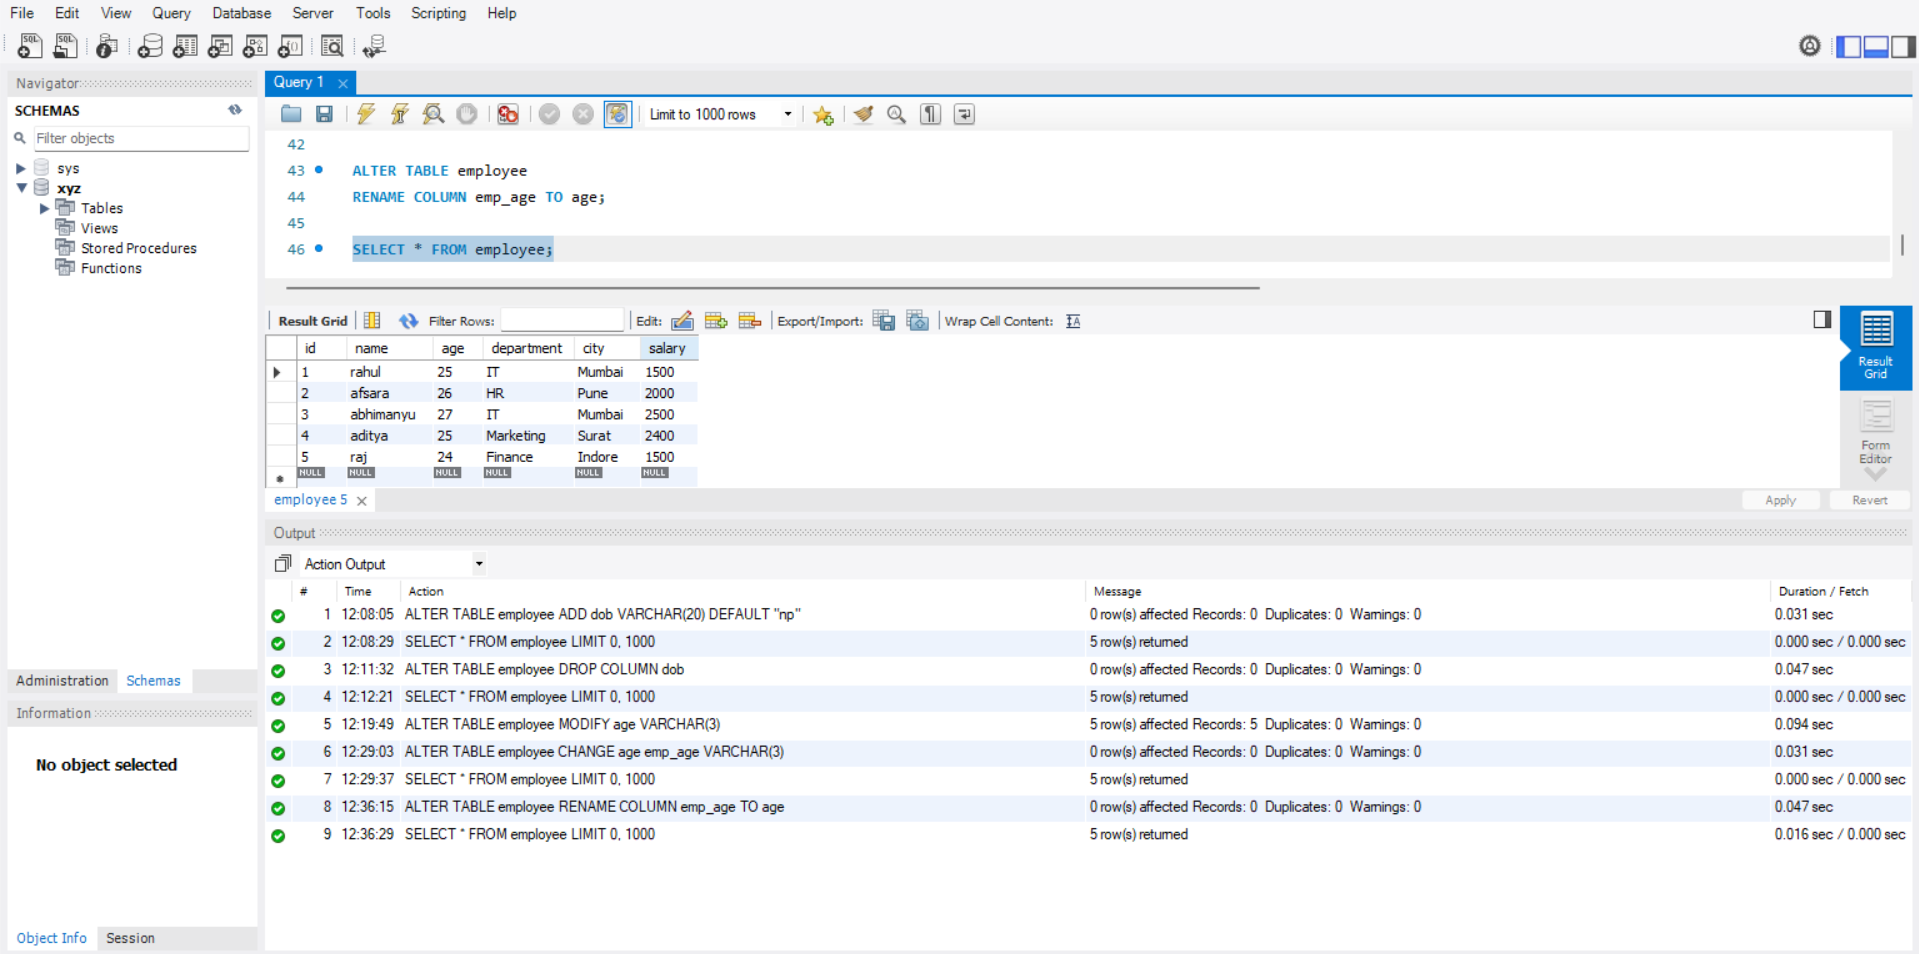 File Edit View Query Database Server Tools Scripting Help
Navigator
SCHEMAS
Filter objects
sys
xyz
Tables
Views
Stored Procedures
Functions
Administration Schemas
Information
No object selected
Object Info Session
Query 1
Limit to 1000 rows
42
43 ALTER TABLE employee
44 RENAME COLUMN emp_age TO age;
45
46 SELECT * FROM employee;
Result Grid Filter Rows: Edit: Export/Import: Wrap Cell Content:
id name age department city salary
1 rahul 25 IT Mumbai 1500
2 afsara 26 HR Pune 2000
3 abhimanyu 27 IT Mumbai 2500
4 aditya 25 Marketing Surat 2400
5 raj 24 Finance Indore 1500
NULL NULL NULL NULL NULL NULL
Result
Grid
Form
Editor
employee 5 Apply Revert
Output
Action Output
# Time Action Message Duration / Fetch
1 12:08:05 ALTER TABLE employee ADD dob VARCHAR(20) DEFAULT "np" 0 row(s) affected Records: 0 Duplicates: 0 Warnings: 0 0.031 sec
2 12:08:29 SELECT * FROM employee LIMIT 0, 1000 5 row(s) returned 0.000 sec / 0.000 sec
3 12:11:32 ALTER TABLE employee DROP COLUMN dob 0 row(s) affected Records: 0 Duplicates: 0 Warnings: 0 0.047 sec
4 12:12:21 SELECT * FROM employee LIMIT 0, 1000 5 row(s) returned 0.000 sec / 0.000 sec
5 12:19:49 ALTER TABLE employee MODIFY age VARCHAR(3) 5 row(s) affected Records: 5 Duplicates: 0 Warnings: 0 0.094 sec
6 12:29:03 ALTER TABLE employee CHANGE age emp_age VARCHAR(3) 0 row(s) affected Records: 0 Duplicates: 0 Warnings: 0 0.031 sec
7 12:29:37 SELECT * FROM employee LIMIT 0, 1000 5 row(s) returned 0.000 sec / 0.000 sec
8 12:36:15 ALTER TABLE employee RENAME COLUMN emp_age TO age 0 row(s) affected Records: 0 Duplicates: 0 Warnings: 0 0.047 sec
9 12:36:29 SELECT * FROM employee LIMIT 0, 1000 5 row(s) returned 0.016 sec / 0.000 sec